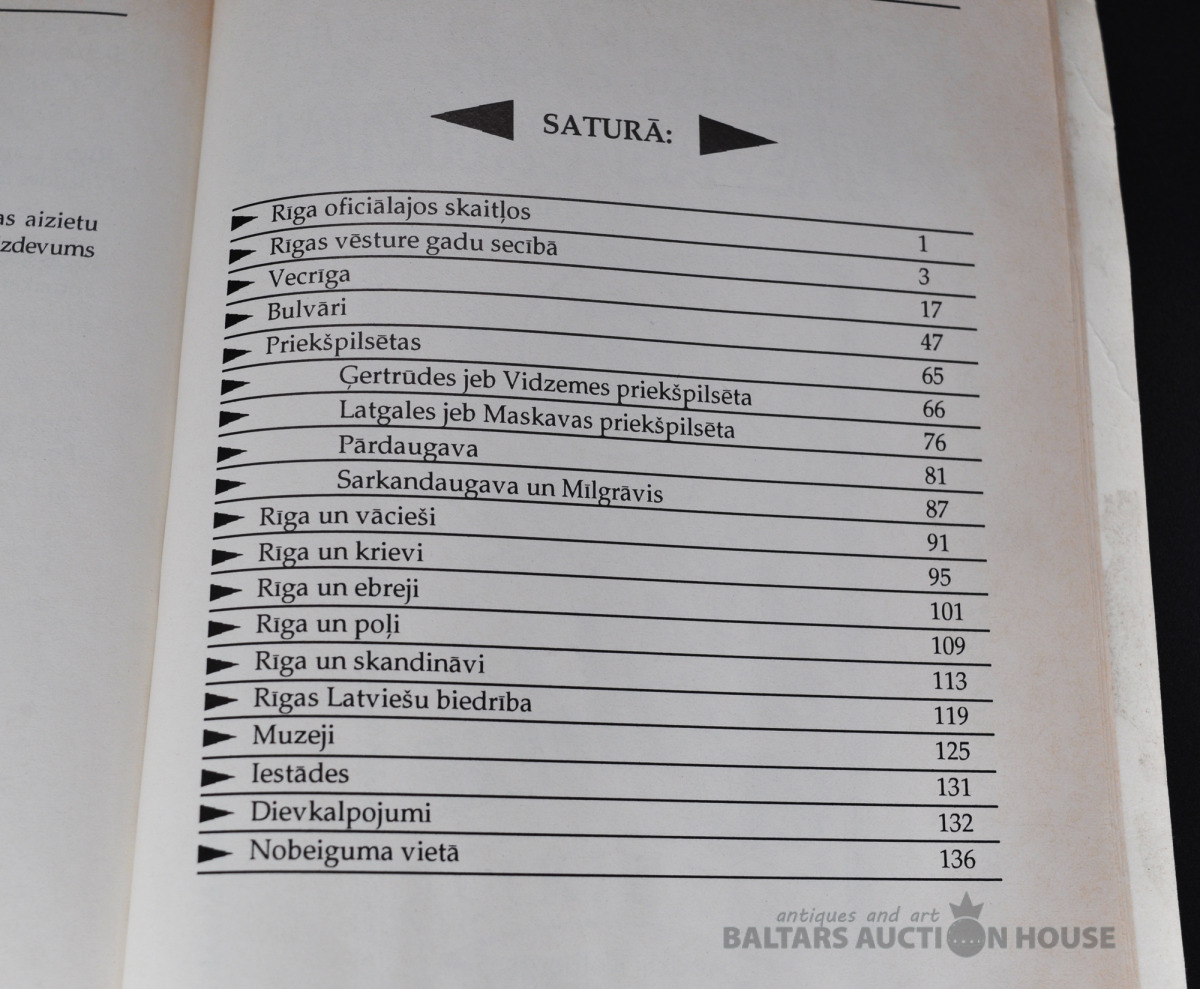 as aizietu
zdevums
SATURĀ:
Rīga oficiālajos skaitļos 1
Rīgas vēsture gadu secībā 3
Vecrīga 17
Bulvāri 47
Priekšpilsētas 65
Ģertrūdes jeb Vidzemes priekšpilsēta 66
Latgales jeb Maskavas priekšpilsēta 76
Pārdaugava 81
Sarkandaugava un Mīlgrāvis 87
Rīga un vācieši 91
Rīga un krievi 95
Rīga un ebreji 101
Rīga un poļi 109
Rīga un skandināvi 113
Rīgas Latviešu biedrība 119
Muzeji 125
Iestādes 131
Dievkalpojumi 132
Nobeiguma vietā 136
antiques and art
BALTARS AUCTION HOUSE